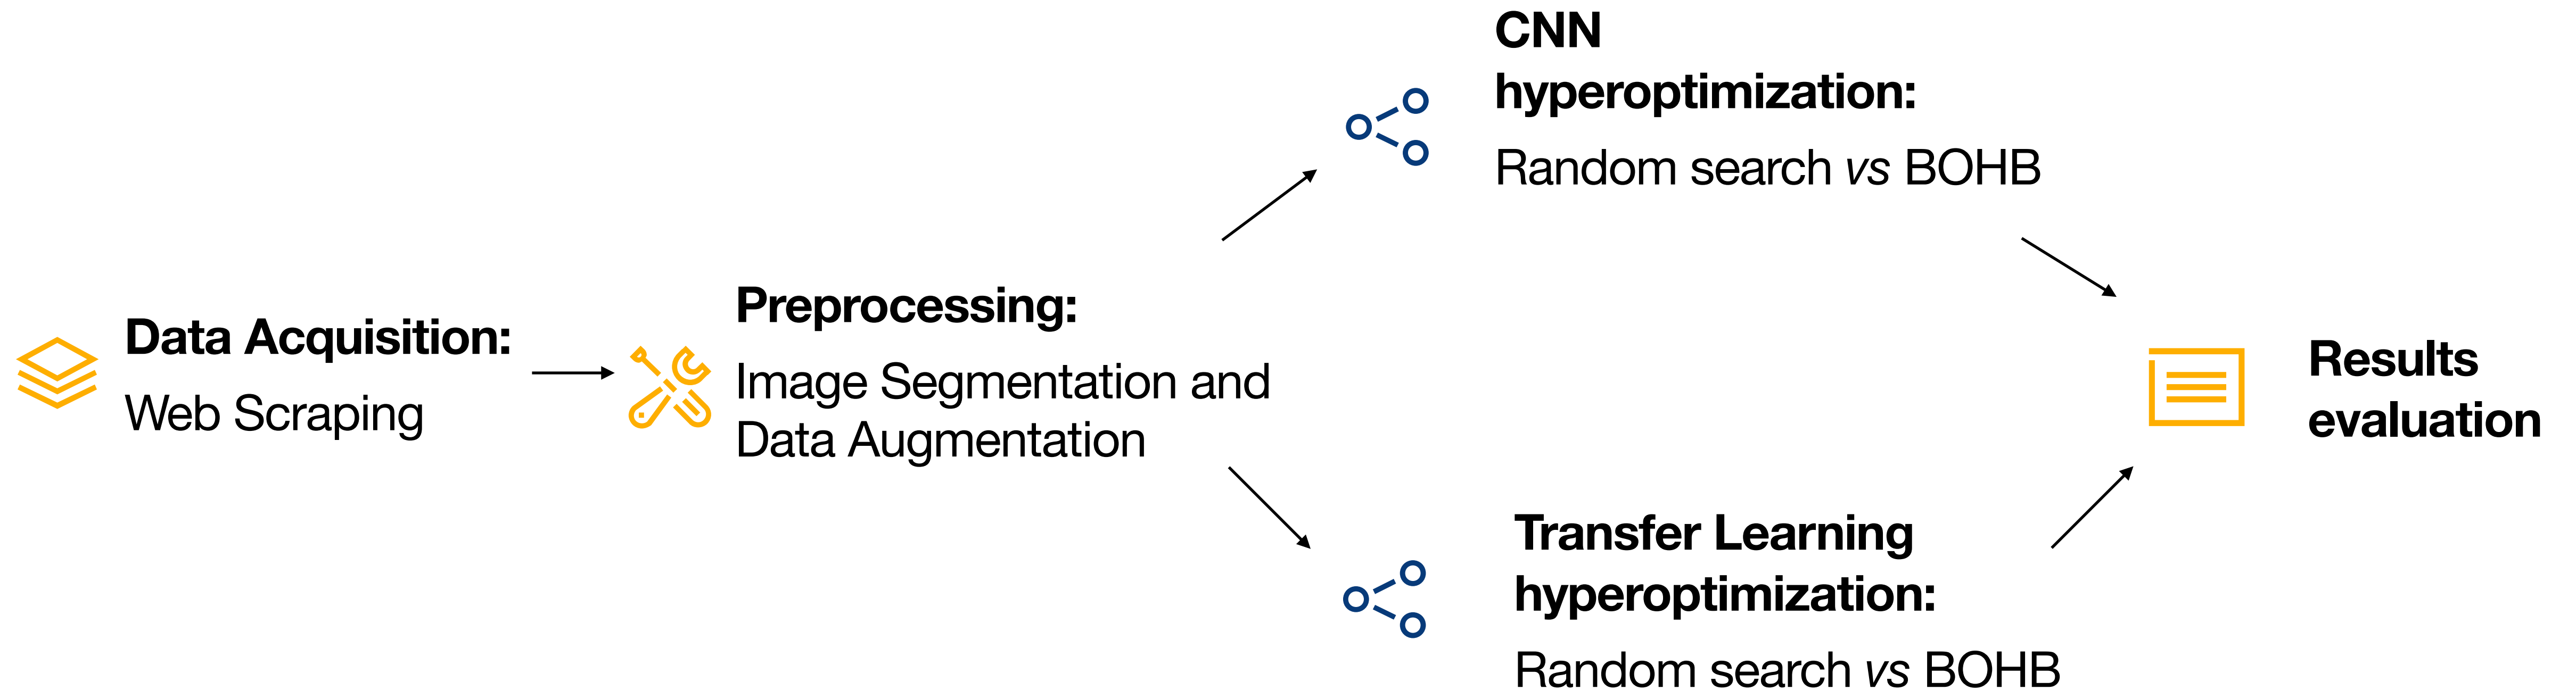 Data Acquisition:
Web Scraping
Preprocessing:
Image Segmentation and
Data Augmentation
CNN
hyperoptimization:
Random search vs BOHB
Transfer Learning
hyperoptimization:
Random search vs BOHB
Results
evaluation